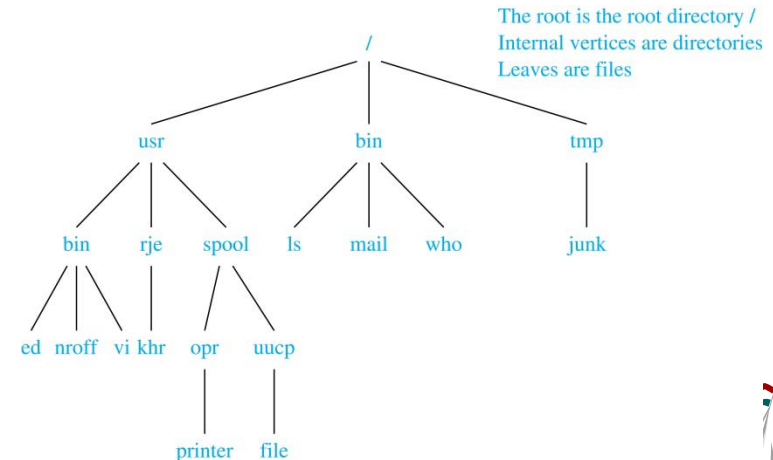 The root is the root directory /
Internal vertices are directories
Leaves are files
/
usr bin tmp
bin rje spool ls mail who junk
ed nroff vi khr opr uucp
printer file